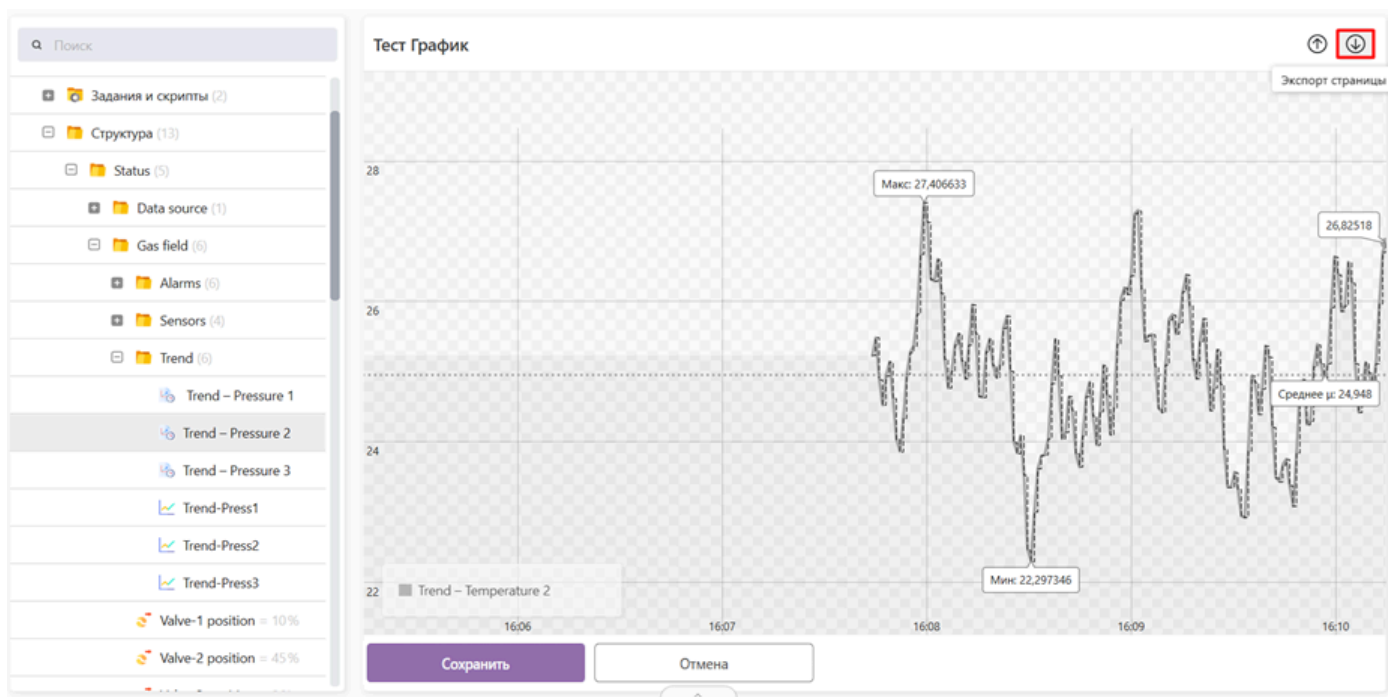 Поиск
Задания и скрипты (2)
Структура (13)
Status (5)
Data source (1)
Gas field (6)
Alarms (6)
Sensors (4)
Trend (6)
Trend – Pressure 1
Trend – Pressure 2
Trend – Pressure 3
Trend-Press1
Trend-Press2
Trend-Press3
Valve-1 position = 10%
Valve-2 position = 45%
Тест График
Экспорт страницы
28
26
24
22
Макс: 27,406633
26,82518
Среднее μ: 24,948
Мин: 22,297346
Trend – Temperature 2
16:06
16:07
16:08
16:09
16:10
Сохранить
Отмена